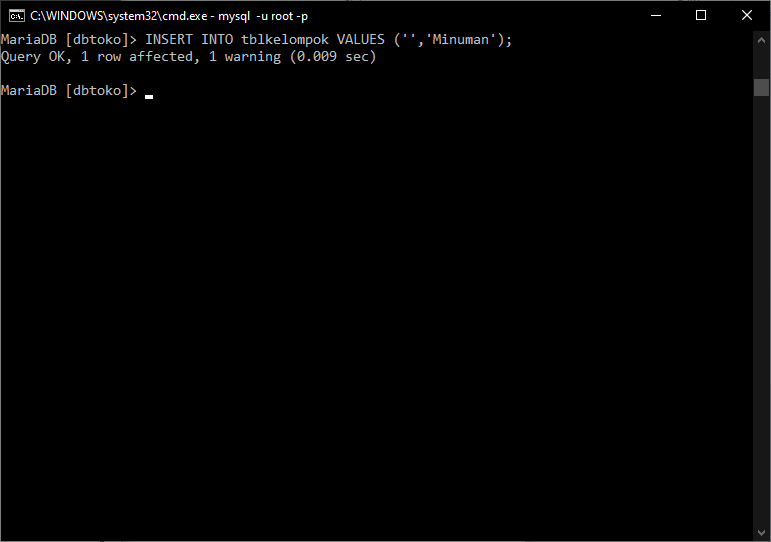 C:\WINDOWS\system32\cmd.exe - mysql  -u root -p
MariaDB [dbtoko]> INSERT INTO tblkelompok VALUES ('','Minuman');
Query OK, 1 row affected, 1 warning (0.009 sec)
MariaDB [dbtoko]>